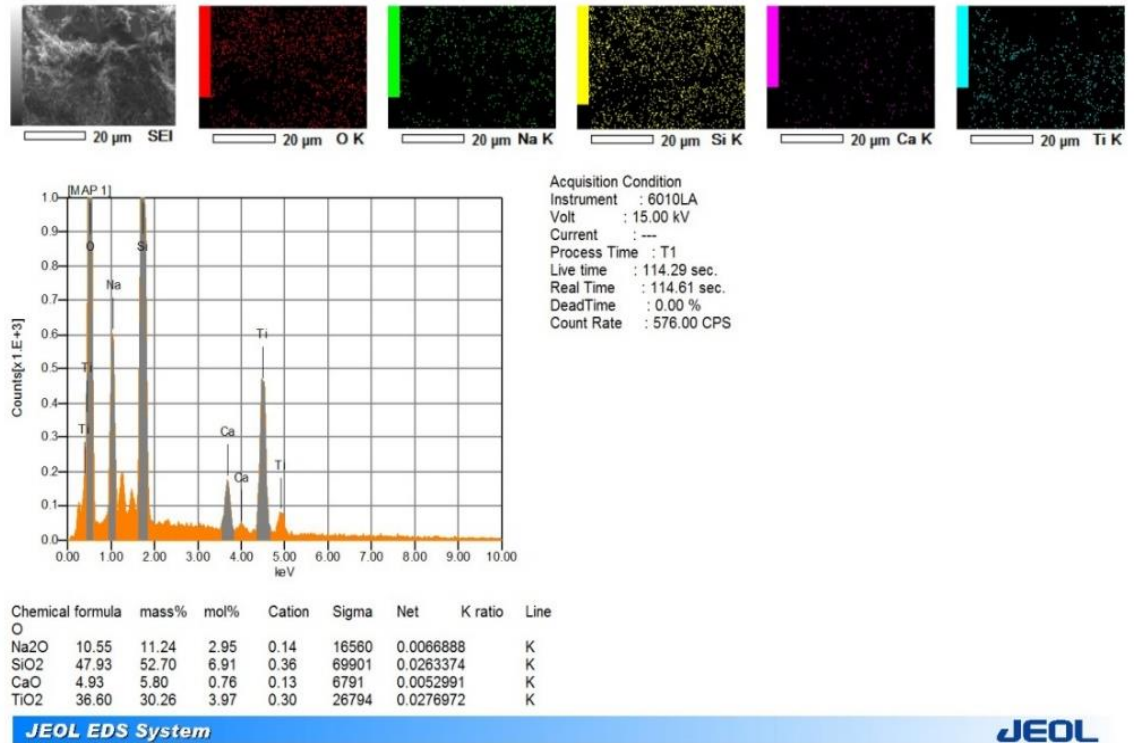 20 µm SEI
20 µm O K
20 µm Na K
20 µm Si K
20 µm Ca K
20 µm Ti K
[MAP 1]
Counts[x1.E+3]
1.0
0.9
0.8
0.7
0.6
0.5
0.4
0.3
0.2
0.1
0.0
O
Si
Na
Ti
Ti
Ti
Ca
Ca
Ti
0.00 1.00 2.00 3.00 4.00 5.00 6.00 7.00 8.00 9.00 10.00
keV
Acquisition Condition
Instrument : 6010LA
Volt : 15.00 kV
Current : ---
Process Time : T1
Live time : 114.29 sec.
Real Time : 114.61 sec.
DeadTime : 0.00 %
Count Rate : 576.00 CPS
Chemical formula mass% mol% Cation Sigma Net K ratio Line
O
Na2O 10.55 11.24 2.95 0.14 16560 0.0066888 K
SiO2 47.93 52.70 6.91 0.36 69901 0.0263374 K
CaO 4.93 5.80 0.76 0.13 6791 0.0052991 K
TiO2 36.60 30.26 3.97 0.30 26794 0.0276972 K
JEOL EDS System
JEOL